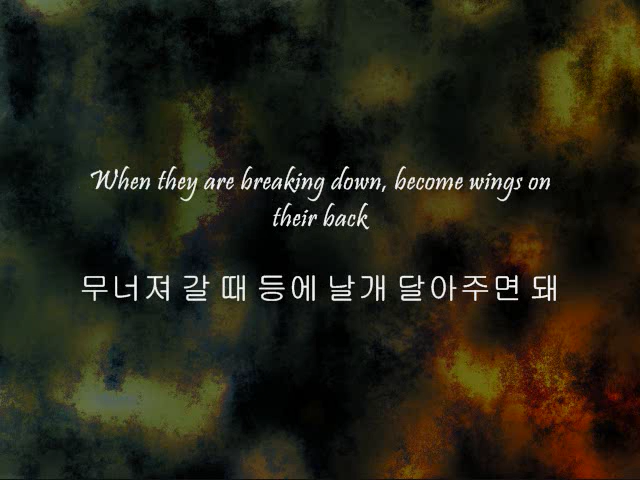 When they are breaking down, become wings on
their back
무너져 갈 때 등에 날개 달아주면 돼